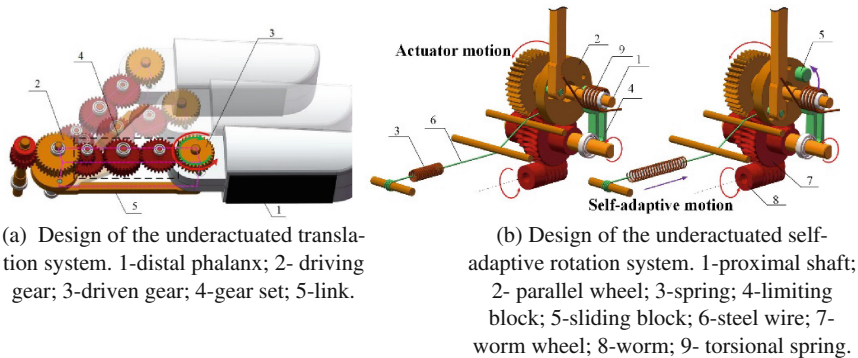 3
4
2
5
1
Actuator motion
2
9
1
4
3
6
Self-adaptive motion
8
7
5
(a) Design of the underactuated transla-
tion system. 1-distal phalanx; 2- driving
gear; 3-driven gear; 4-gear set; 5-link.
(b) Design of the underactuated self-
adaptive rotation system. 1-proximal shaft;
2- parallel wheel; 3-spring; 4-limiting
block; 5-sliding block; 6-steel wire; 7-
worm wheel; 8-worm; 9- torsional spring.